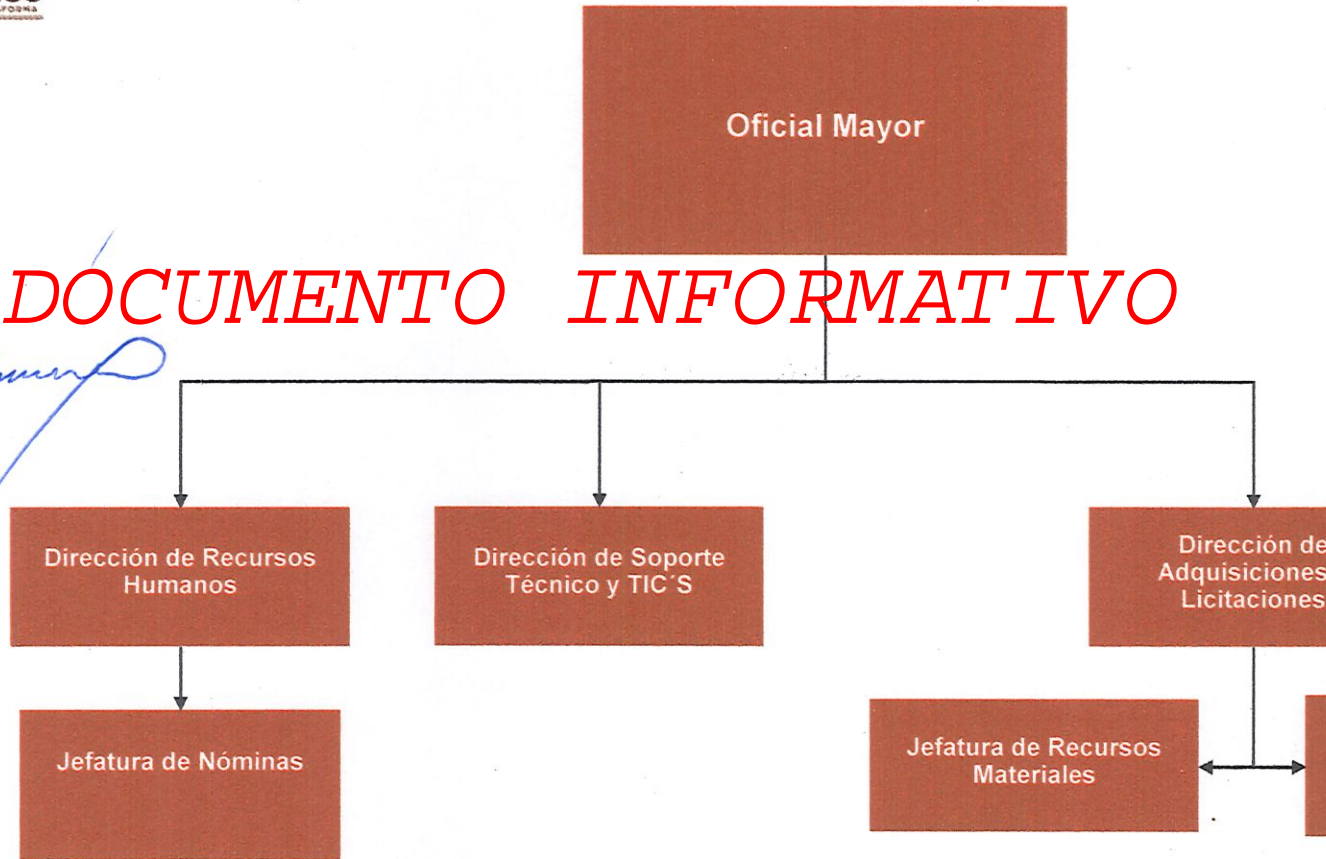 Oficial Mayor
DOCUMENTO INFORMATIVO
Dirección de Recursos
Humanos
Dirección de Soporte
Técnico y TIC´S
Dirección de
Adquisiciones
Licitaciones
Jefatura de Nóminas
Jefatura de Recursos
Materiales